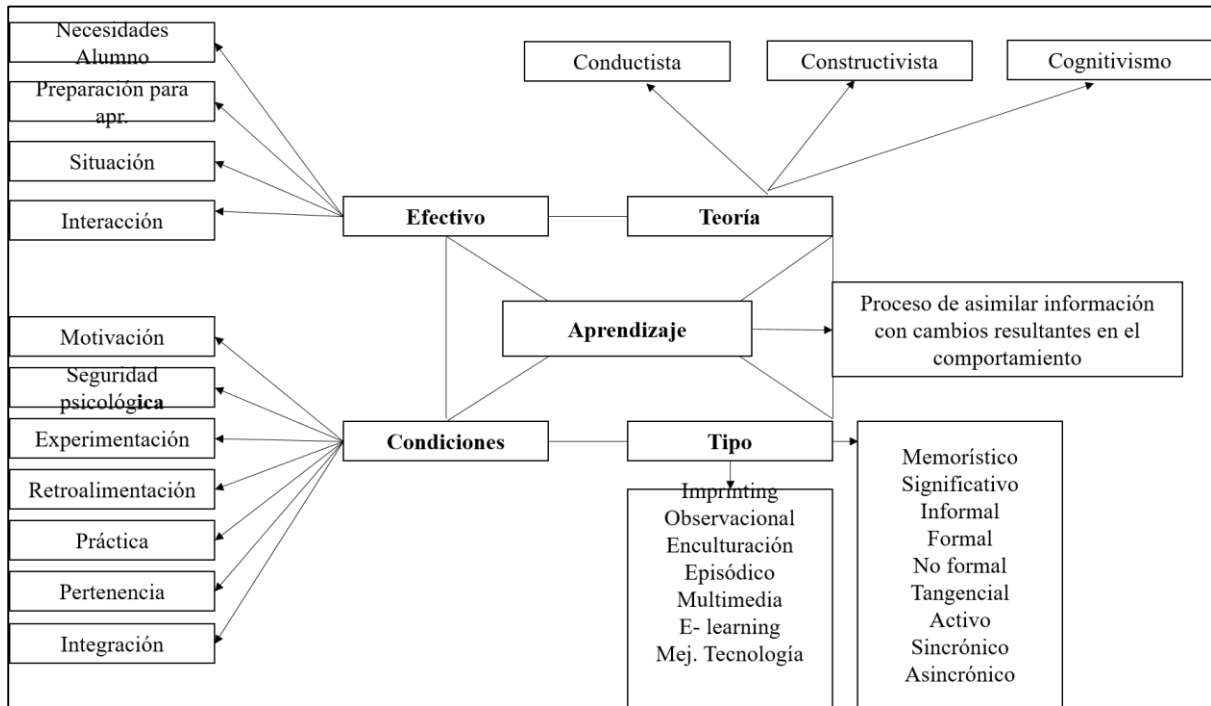 Necesidades
Alumno
Preparación para
apr.
Situación
Interacción
Conductista
Constructivista
Cognitivismo
Efectivo
Teoría
Aprendizaje
Proceso de asimilar información
con cambios resultantes en el
comportamiento
Motivación
Seguridad
psicológica
Experimentación
Retroalimentación
Práctica
Pertenencia
Integración
Condiciones
Tipo
Imprinting
Observacional
Enculturación
Episódico
Multimedia
E- learning
Mej. Tecnología
Memorístico
Significativo
Informal
Formal
No formal
Tangencial
Activo
Sincrónico
Asincrónico